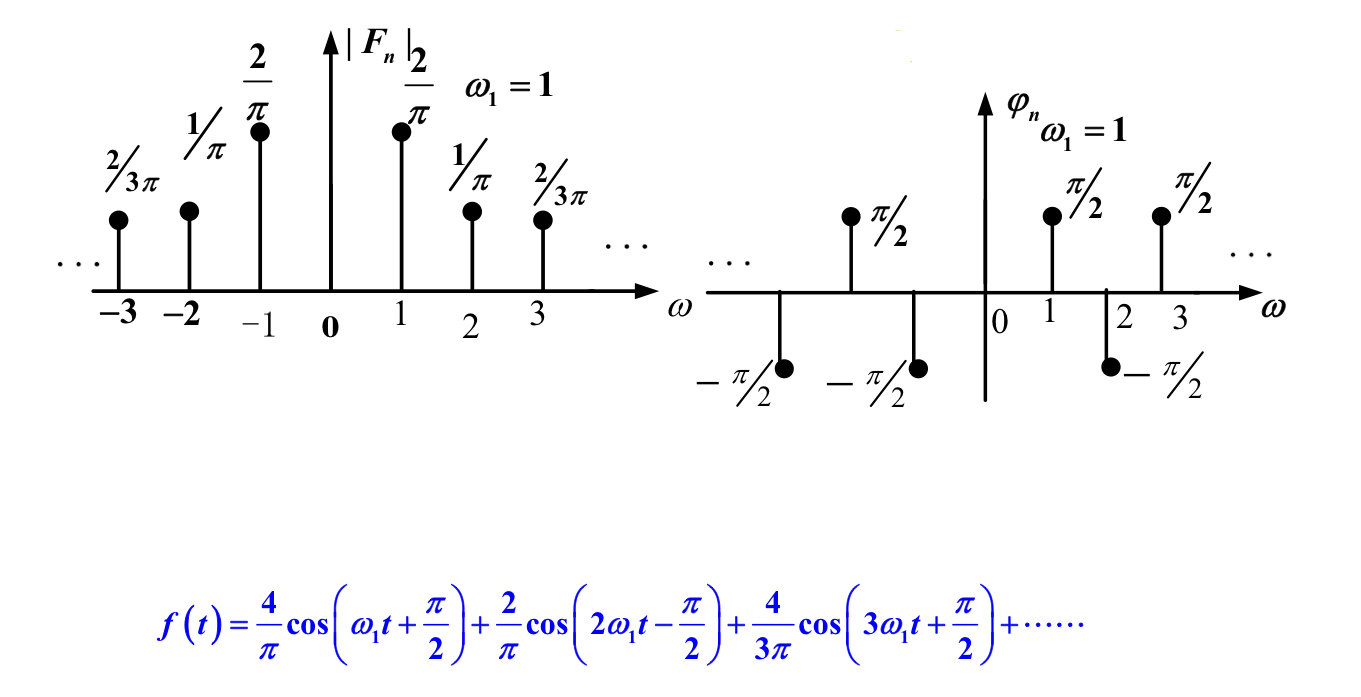 |Fₙ|
2/π 2/π ω₁ = 1
1/π 1/π
2/3π 2/3π
··· ···
−3 −2 −1 0 1 2 3 ω
φₙ
ω₁ = 1
π/2 π/2 π/2
··· ···
0 1 2 3 ω
− π/2 − π/2 − π/2
f(t) = 4/π cos(ω₁t + π/2) + 2/π cos(2ω₁t − π/2) + 4/3π cos(3ω₁t + π/2) + ······